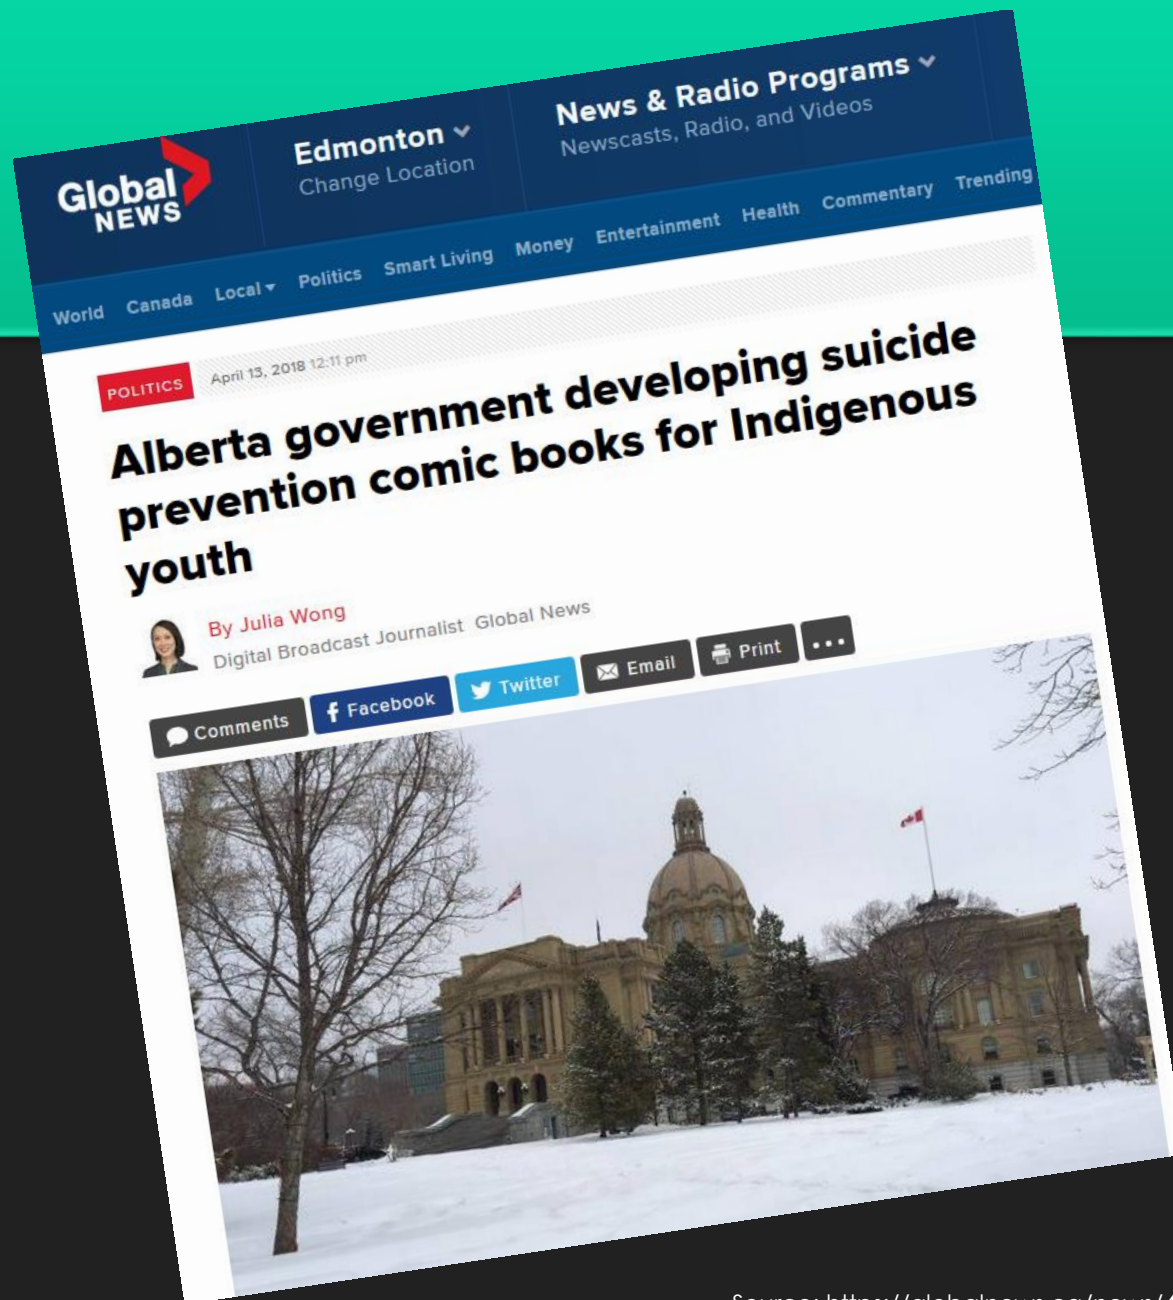 Global
NEWS
Edmonton
Change Location
News & Radio Programs
Newscasts, Radio, and Videos
World Canada Local Politics Smart Living Money Entertainment Health Commentary Trending
POLITICS April 13, 2018 12:11 pm
Alberta government developing suicide
prevention comic books for Indigenous
youth
By Julia Wong
Digital Broadcast Journalist Global News
Comments Facebook Twitter Email Print ...